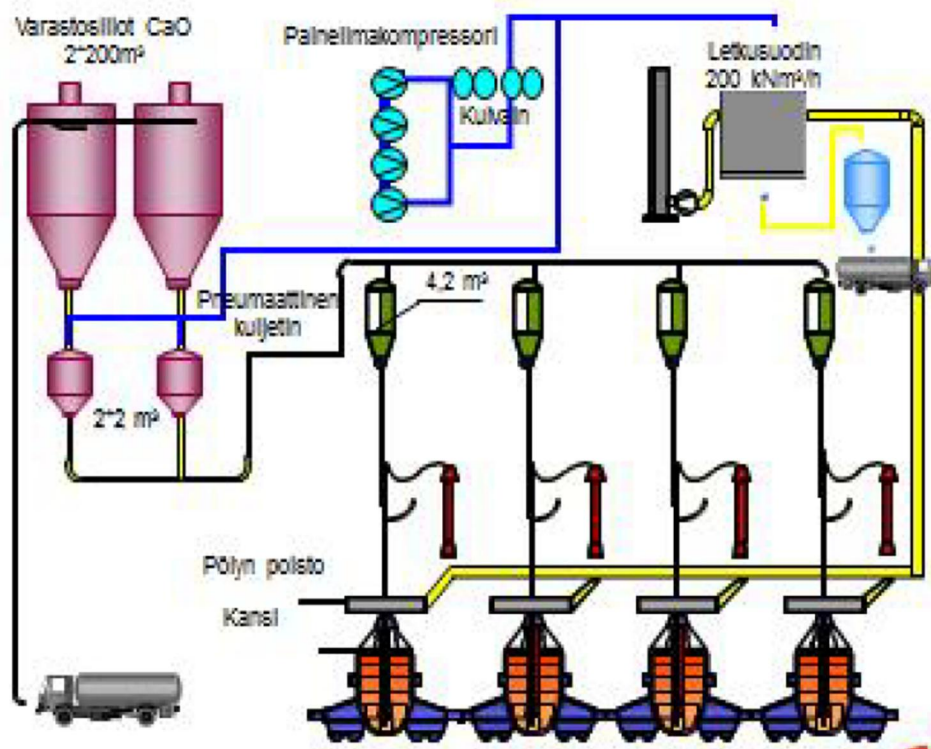 Varastosiilot CaO
2*200m³
Paineilmakompressori
Kuivain
Letkusuodin
200 kNm³/h
4,2 m³
Pneumaattinen
kuljetin
2*2 m³
Pölyn poisto
Kansi